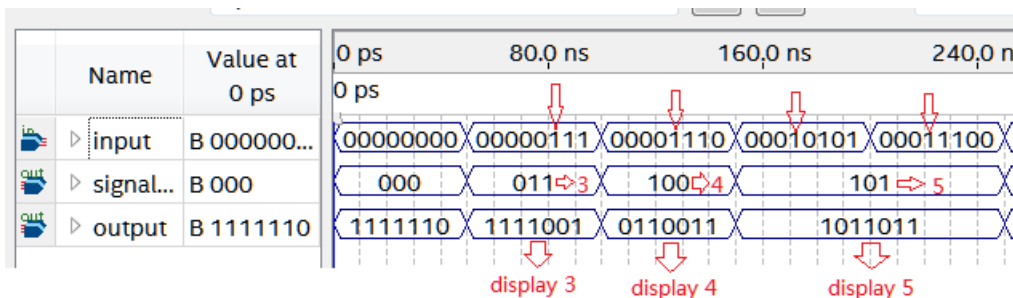 Name Value at 0 ps 0 ps 80.0 ns 160.0 ns 240.0 n
0 ps
input B 000000... 00000000 00000111 00001110 00010101 00011100
signal... B 000 000 011 3 100 4 101 5
output B 1111110 1111110 1111001 0110011 1011011
display 3 display 4 display 5